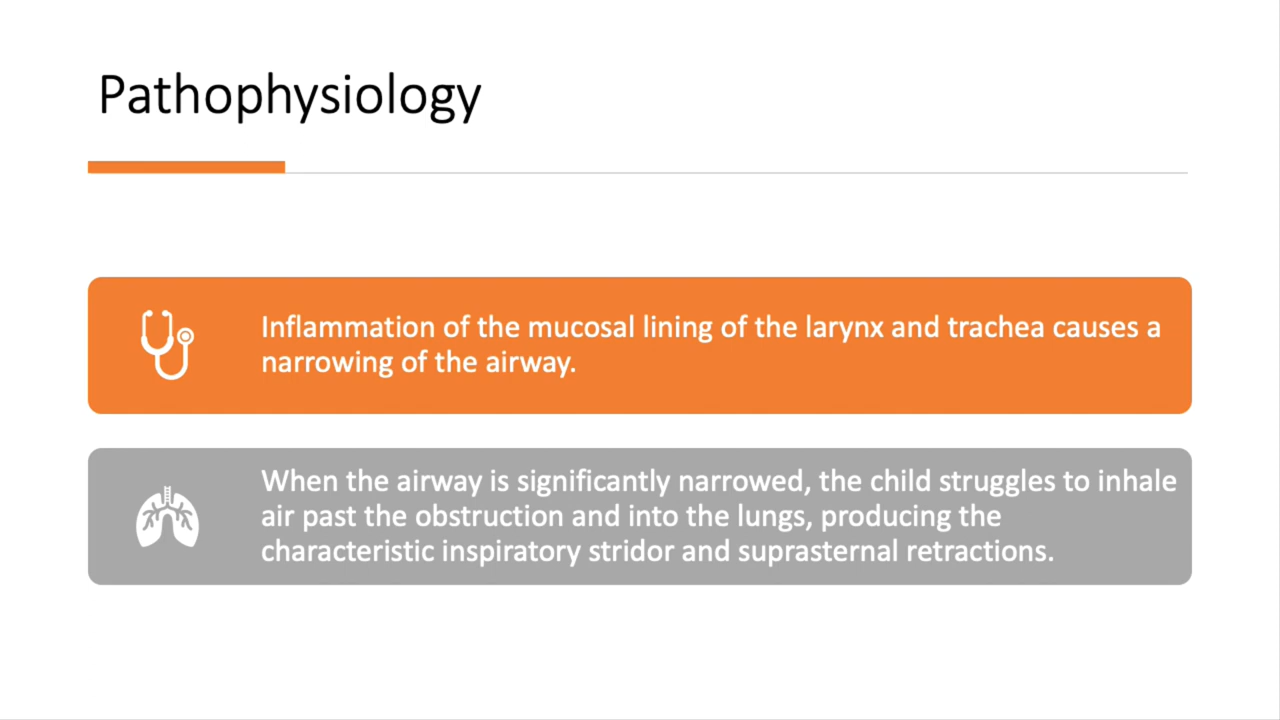 Pathophysiology
Inflammation of the mucosal lining of the larynx and trachea causes a
narrowing of the airway.
When the airway is significantly narrowed, the child struggles to inhale
air past the obstruction and into the lungs, producing the
characteristic inspiratory stridor and suprasternal retractions.